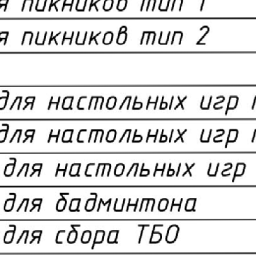 я пикников тип 1
я пикников тип 2
для настольных игр
для настольных игр
для настольных игр
для бадминтона
для сбора ТБО